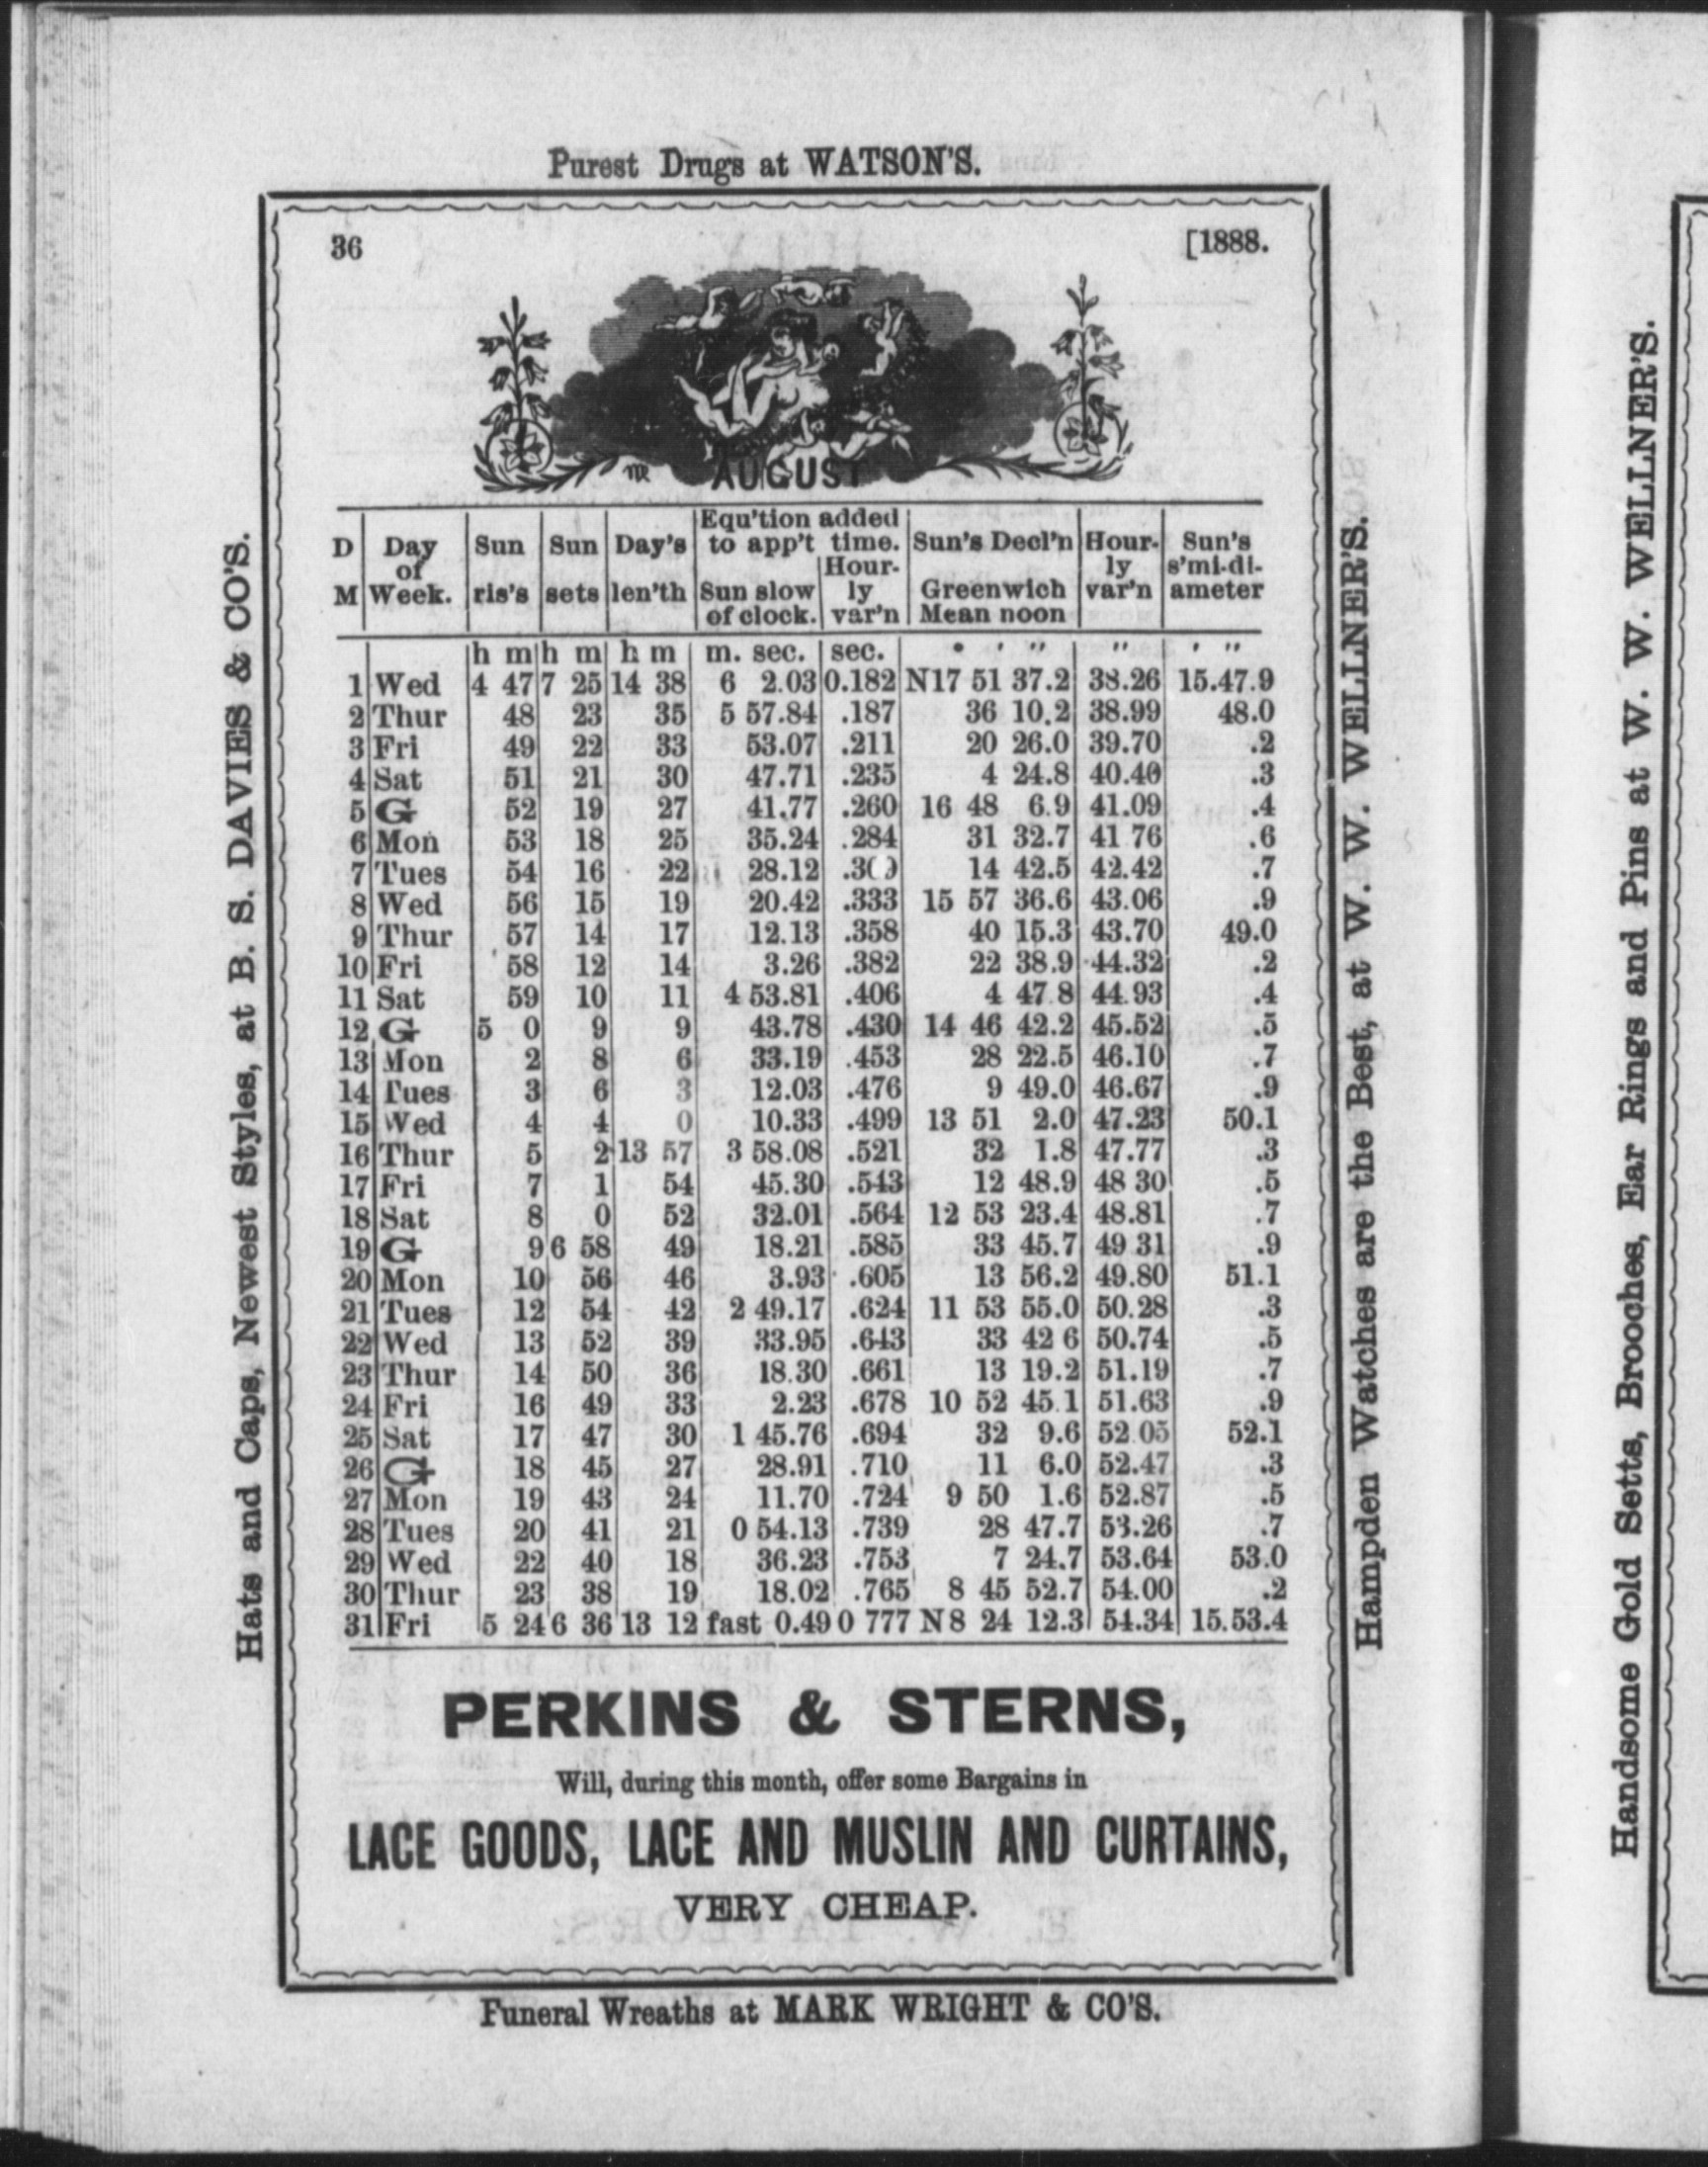 Purest Drugs at WATSON'S.
36 [1888.
AUGUST
D M Day of Week. Sun ris's Sun sets Day's len'th Equ'tion added to app't time. Sun slow of clock. Hour-ly var'n Sun's Decl'n Greenwich Mean noon Hour-ly var'n Sun's s'mi-di-ameter
h m h m h m m. sec. sec. ° ' " " ' "
1 Wed 4 47 7 25 14 38 6 2.03 0.182 N17 51 37.2 38.26 15.47.9
2 Thur 48 23 35 5 57.84 .187 36 10.2 38.99 48.0
3 Fri 49 22 33 53.07 .211 20 26.0 39.70 .2
4 Sat 51 21 30 47.71 .235 4 24.8 40.40 .3
5 G 52 19 27 41.77 .260 16 48 6.9 41.09 .4
6 Mon 53 18 25 35.24 .284 31 32.7 41 76 .6
7 Tues 54 16 22 28.12 14 42.5 42.42 .7
8 Wed 56 15 19 20.42 .333 15 57 36.6 43.06 .9
9 Thur 57 14 17 12.13 .358 40 15.3 43.70 49.0
10 Fri 58 12 14 3.26 .382 22 38.9 44.32 .2
11 Sat 59 10 11 4 53.81 .406 4 47 8 44.93 .4
12 G 5 0 9 9 43.78 .430 14 46 42.2 45.52 .5
13 Mon 2 8 6 33.19 .453 28 22.5 46.10 .7
14 Tues 3 6 3 12.03 .476 9 49.0 46.67 .9
15 Wed 4 4 0 10.33 .499 13 51 2.0 47.23 50.1
16 Thur 5 2 13 57 3 58.08 .521 32 1.8 47.77 .3
17 Fri 7 1 54 45.30 .543 12 48.9 48 30 .5
18 Sat 8 0 52 32.01 .564 12 53 23.4 48.81 .7
19 G 9 6 58 49 18.21 .585 33 45.7 49 31 .9
20 Mon 10 56 46 3.93 .605 13 56.2 49.80 51.1
21 Tues 12 54 42 2 49.17 .624 11 53 55.0 50.28 .3
22 Wed 13 52 39 33.95 .643 33 42 6 50.74 .5
23 Thur 14 50 36 18.30 .661 13 19.2 51.19 .7
24 Fri 16 49 33 2.23 .678 10 52 45.1 51.63 .9
25 Sat 17 47 30 1 45.76 .694 32 9.6 52.05 52.1
26 G 18 45 27 28.91 .710 11 6.0 52.47 .3
27 Mon 19 43 24 11.70 .724 9 50 1.6 52.87 .5
28 Tues 20 41 21 0 54.13 .739 28 47.7 53.26 .7
29 Wed 22 40 18 36.23 .753 7 24.7 53.64 53.0
30 Thur 23 38 19 18.02 .765 8 45 52.7 54.00 .2
31 Fri 5 24 6 36 13 12 fast 0.49 0 777 N 8 24 12.3 54.34 15.53.4
PERKINS & STERNS,
Will, during this month, offer some Bargains in
LACE GOODS, LACE AND MUSLIN AND CURTAINS,
VERY CHEAP.
Funeral Wreaths at MARK WRIGHT & CO'S.
Hats and Caps, Newest Styles, at B. S. DAVIES & CO'S.
Hampden Watches are the Best, at W. W. WELLNER'S.
Handsome Gold Setts, Brooches, Ear Rings and Pins at W. W. WELLNER'S.